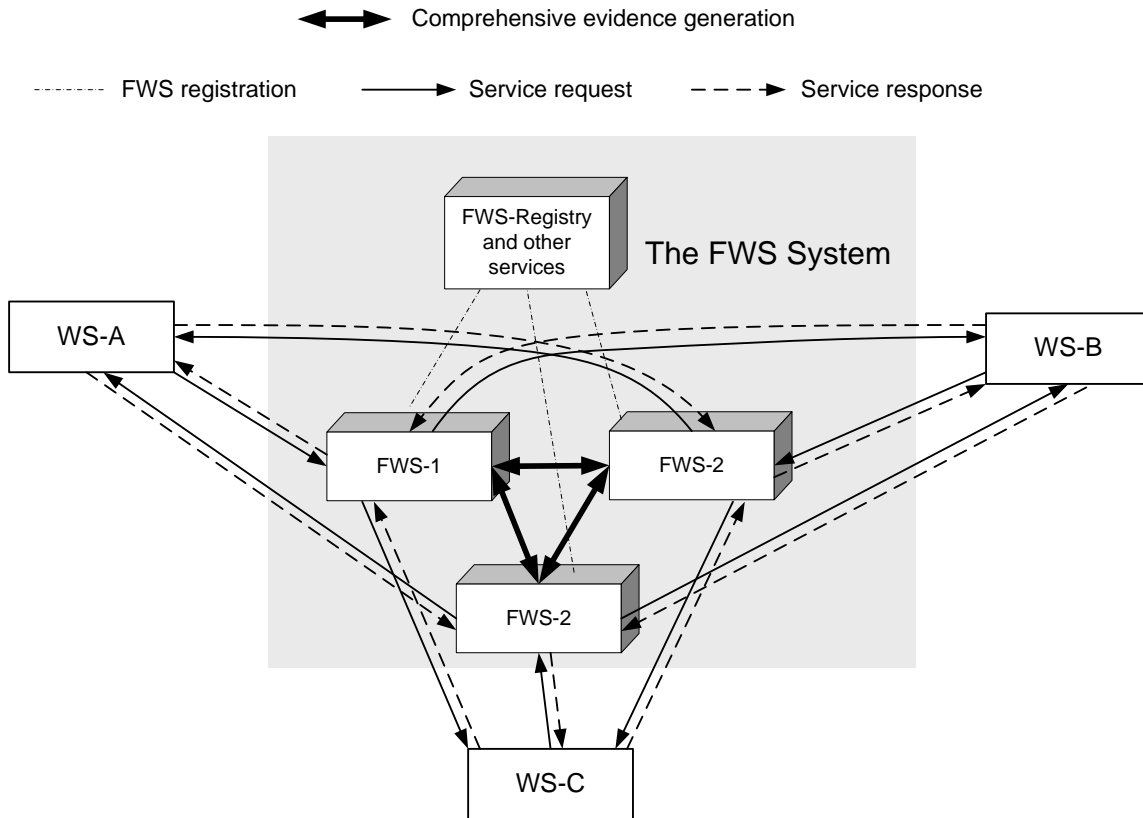 Comprehensive evidence generation
FWS registration
Service request
Service response
FWS-Registry
and other
services
The FWS System
WS-A
WS-B
FWS-1
FWS-2
FWS-2
WS-C